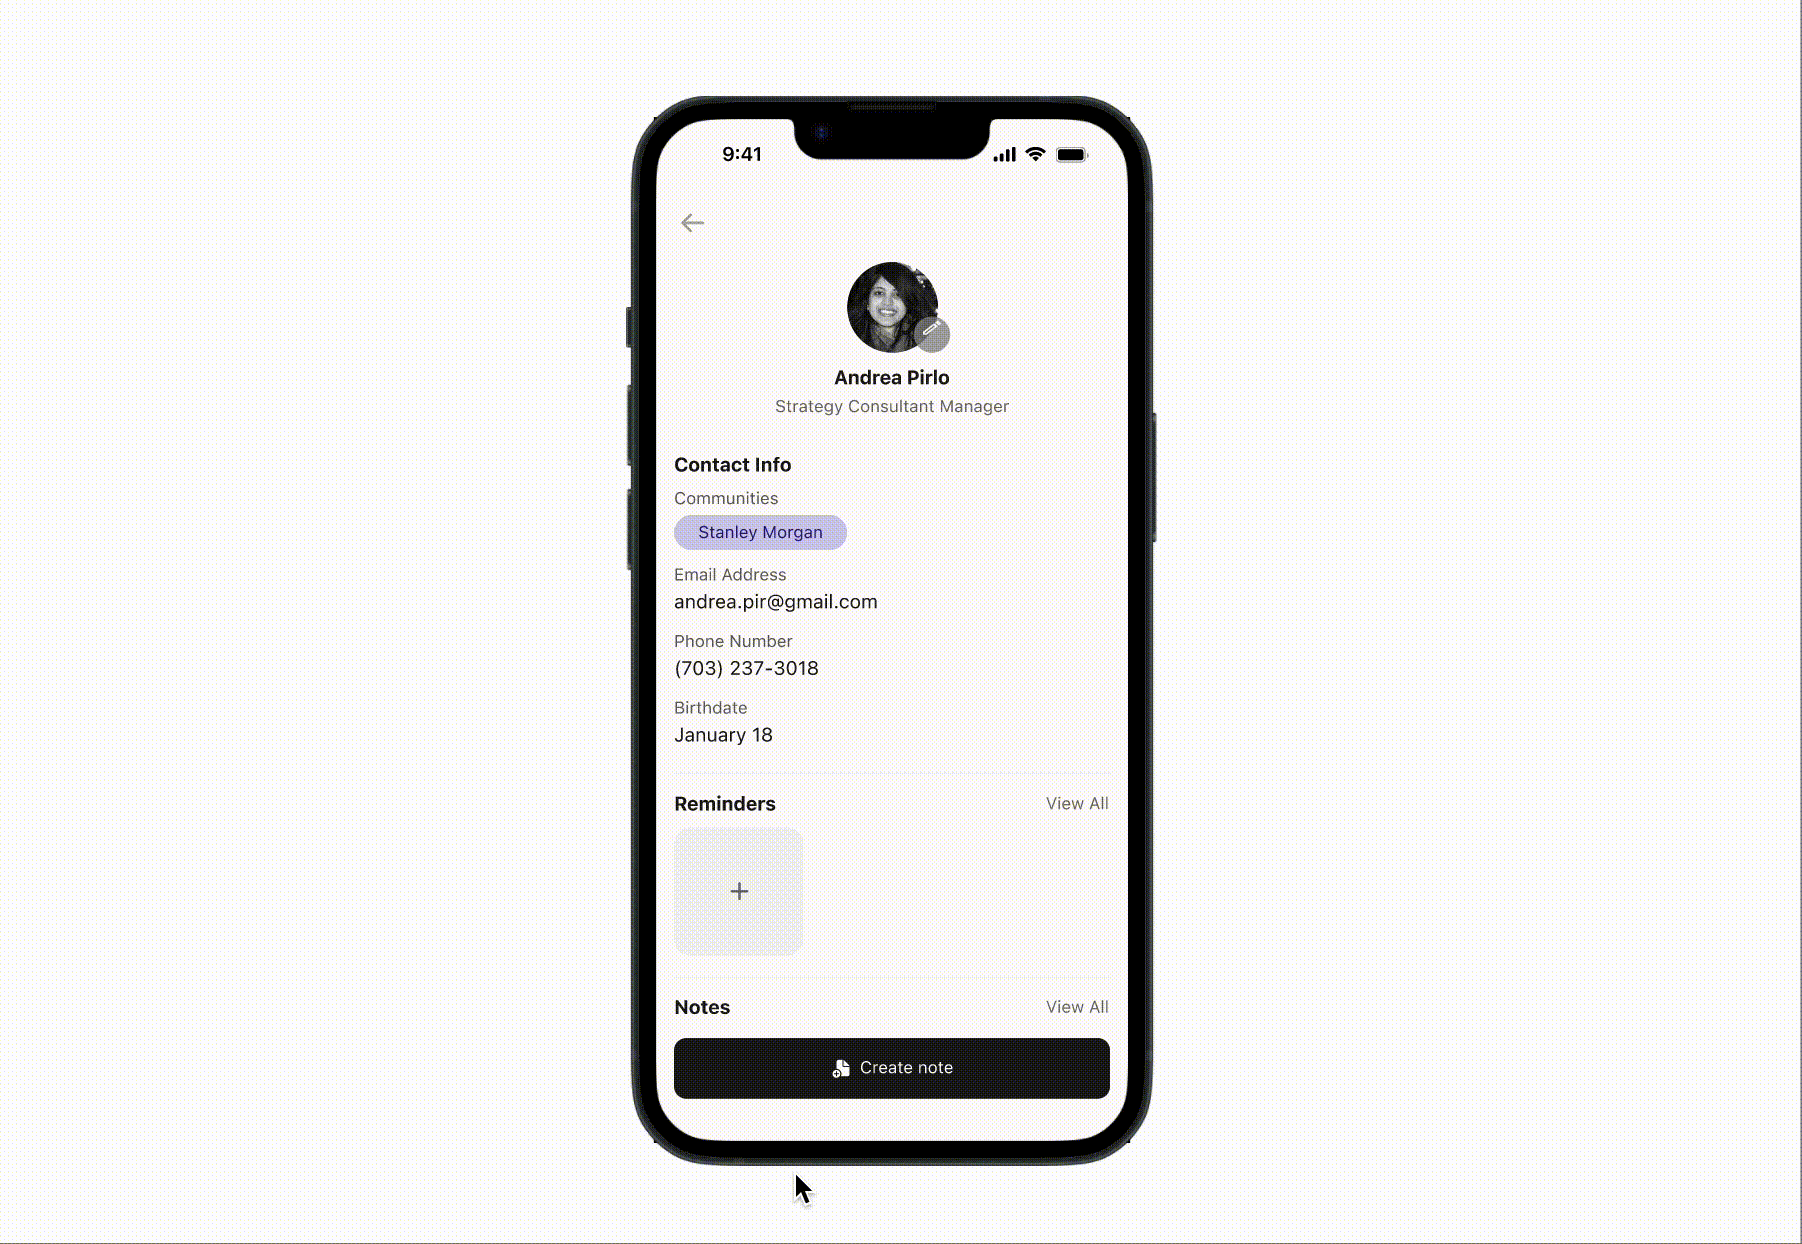 9:41
Andrea Pirlo
Strategy Consultant Manager
Contact Info
Communities
Stanley Morgan
Email Address
andrea.pir@gmail.com
Phone Number
(703) 237-3018
Birthdate
January 18
Reminders View All
+
Notes View All
Create note